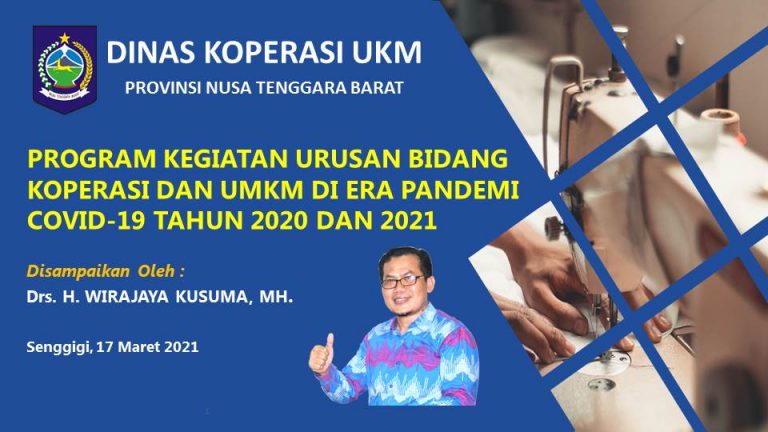 DINAS KOPERASI UKM
PROVINSI NUSA TENGGARA BARAT
PROGRAM KEGIATAN URUSAN BIDANG
KOPERASI DAN UMKM DI ERA PANDEMI
COVID-19 TAHUN 2020 DAN 2021
Disampaikan Oleh :
Drs. H. WIRAJAYA KUSUMA, MH.
Senggigi, 17 Maret 2021
1